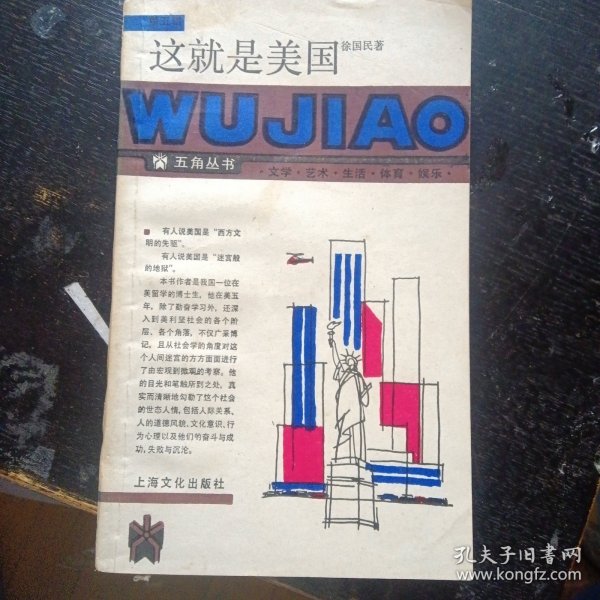 这就是美国
徐国民著
WUJIAO
五角丛书
·文学·艺术·生活·体育·娱乐·
有人说美国是“西方文
明的先驱”。
有人说美国是“迷宫般
的地狱”。
本书作者是我国一位在
美留学的博士生，他在美五
年，除了勤奋学习外，还深
入到美利坚社会的各个阶
层、各个角落，不仅广采博
记，且从社会学的角度对这
个人间迷宫的方方面面进行
了由宏观到微观的考察。他
的目光和笔触所到之处，真
实而清晰地勾勒了这个社会
的世态人情，包括人际关系、
人的道德风貌、文化意识、行
为心理以及他们的奋斗与成
功，失败与沉沦。
上海文化出版社
孔夫子旧书网
www.kongfz.com